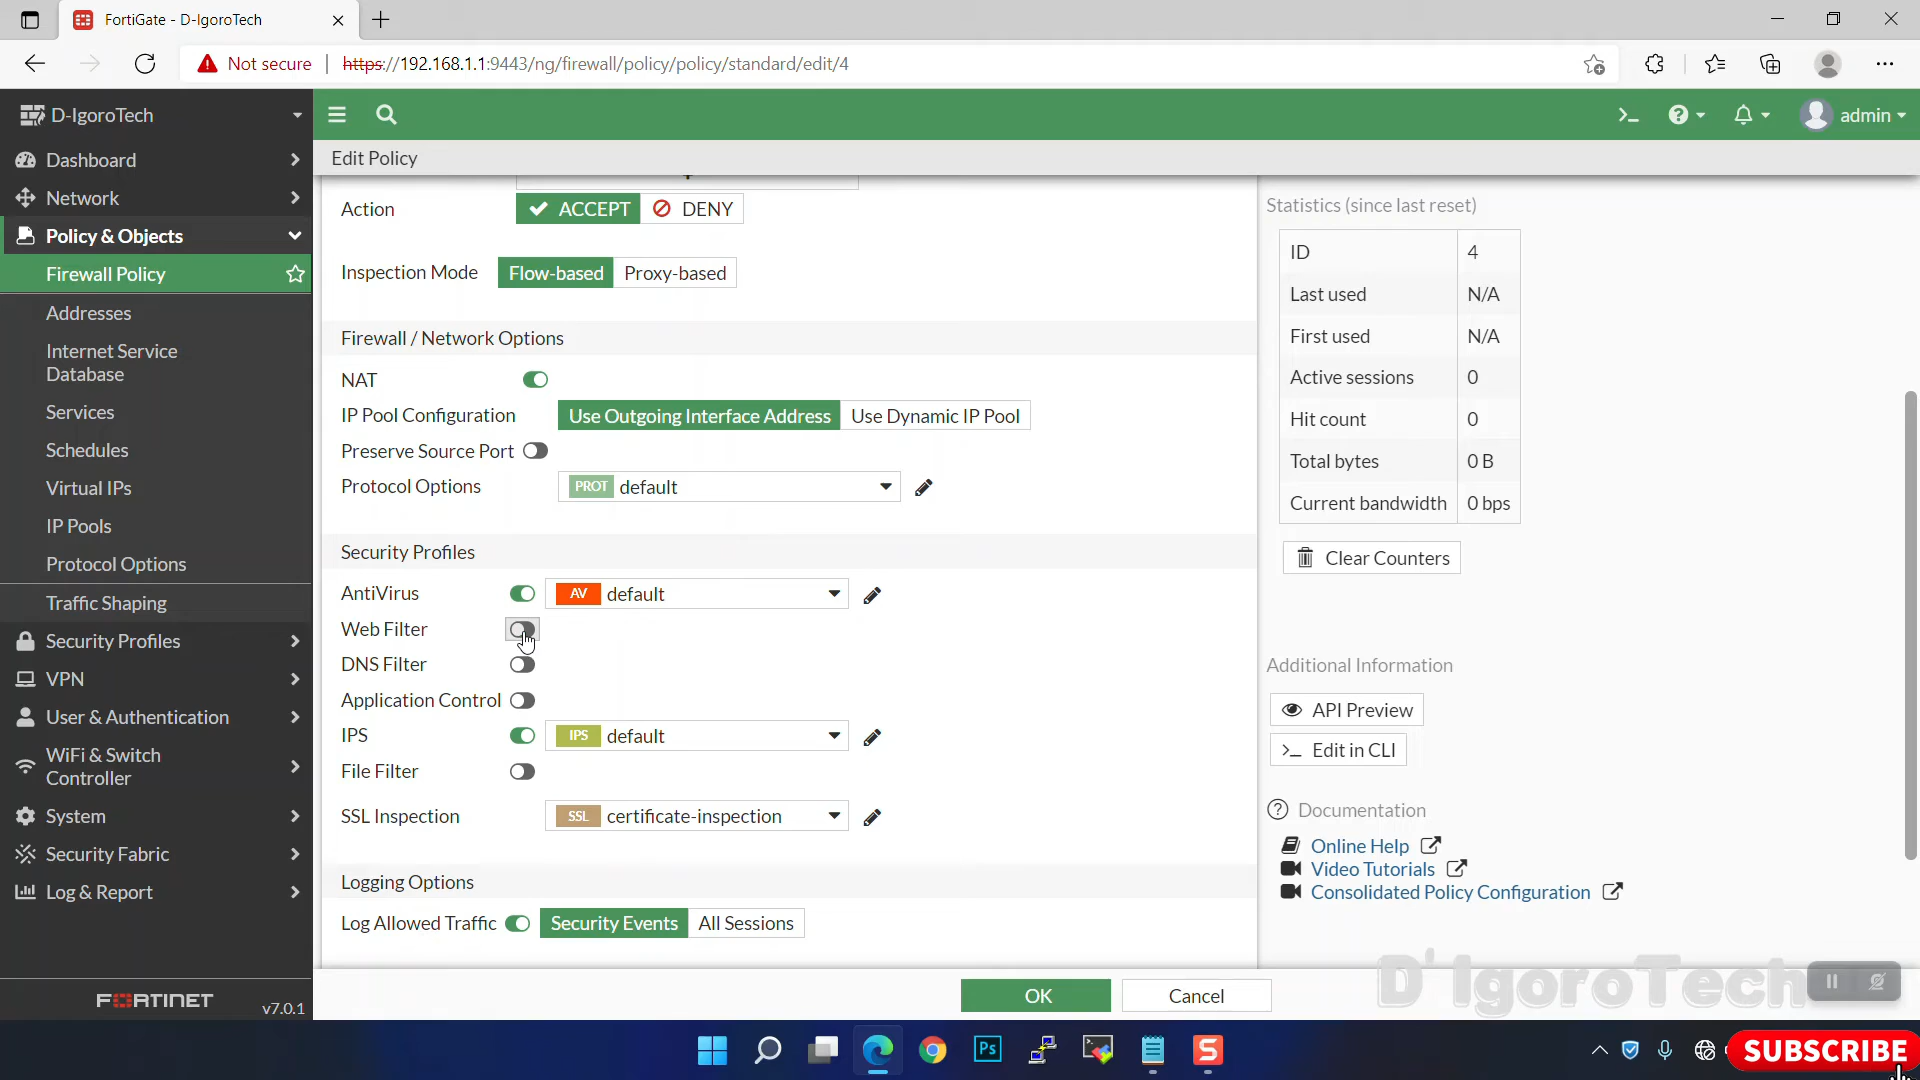 FortiGate - D-IgoroTech
Not secure | https://192.168.1.1:9443/ng/firewall/policy/policy/standard/edit/4
D-IgoroTech
admin
Dashboard
Network
Policy & Objects
Firewall Policy
Addresses
Internet Service
Database
Services
Schedules
Virtual IPs
IP Pools
Protocol Options
Traffic Shaping
Security Profiles
VPN
User & Authentication
WiFi & Switch
Controller
System
Security Fabric
Log & Report
FORTINET v7.0.1
Edit Policy
Action ACCEPT DENY
Inspection Mode Flow-based Proxy-based
Firewall / Network Options
NAT
IP Pool Configuration Use Outgoing Interface Address Use Dynamic IP Pool
Preserve Source Port
Protocol Options PROT default
Security Profiles
AntiVirus AV default
Web Filter
DNS Filter
Application Control
IPS IPS default
File Filter
SSL Inspection SSL certificate-inspection
Logging Options
Log Allowed Traffic Security Events All Sessions
OK Cancel
Statistics (since last reset)
ID 4
Last used N/A
First used N/A
Active sessions 0
Hit count 0
Total bytes 0 B
Current bandwidth 0 bps
Clear Counters
Additional Information
API Preview
>_ Edit in CLI
Documentation
Online Help
Video Tutorials
Consolidated Policy Configuration
D'IgoroTech
Ps
S
SUBSCRIBE